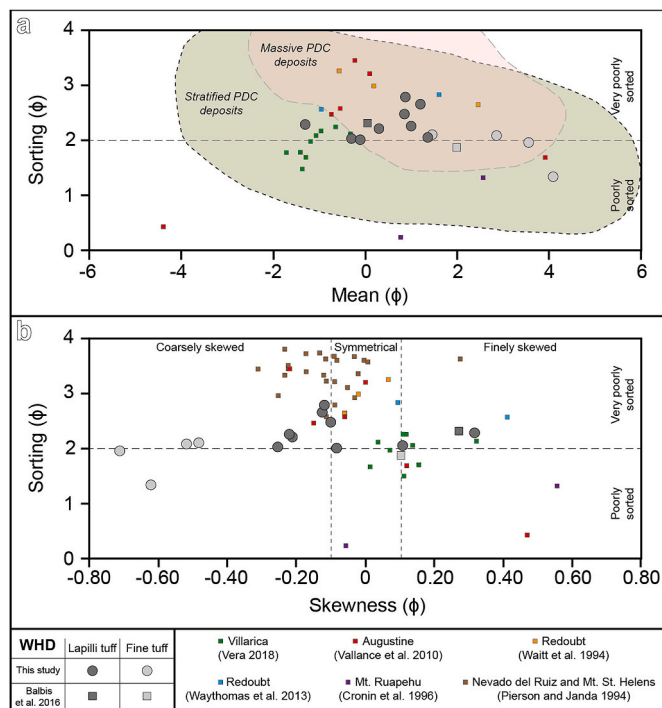 a
4
3
2
1
0
Sorting (ϕ)
Massive PDC
deposits
Stratified PDC
deposits
Very poorly
sorted
Poorly
sorted
-6 -4 -2 0 2 4 6
Mean (ϕ)
b
Coarsely skewed Symmetrical Finely skewed
4
3
2
1
0
Sorting (ϕ)
Very poorly
sorted
Poorly
sorted
-0.80 -0.60 -0.40 -0.20 0 0.20 0.40 0.60 0.80
Skewness (ϕ)
WHD Lapilli tuff Fine tuff
This study
Balbis et al.
2016
Villarica
(Vera 2018)
Augustine
(Vallance et al. 2010)
Redoubt
(Waitt et al. 1994)
Redoubt
(Waythomas et al. 2013)
Mt. Ruapehu
(Cronin et al. 1996)
Nevado del Ruiz and Mt. St. Helens
(Pierson and Janda 1994)